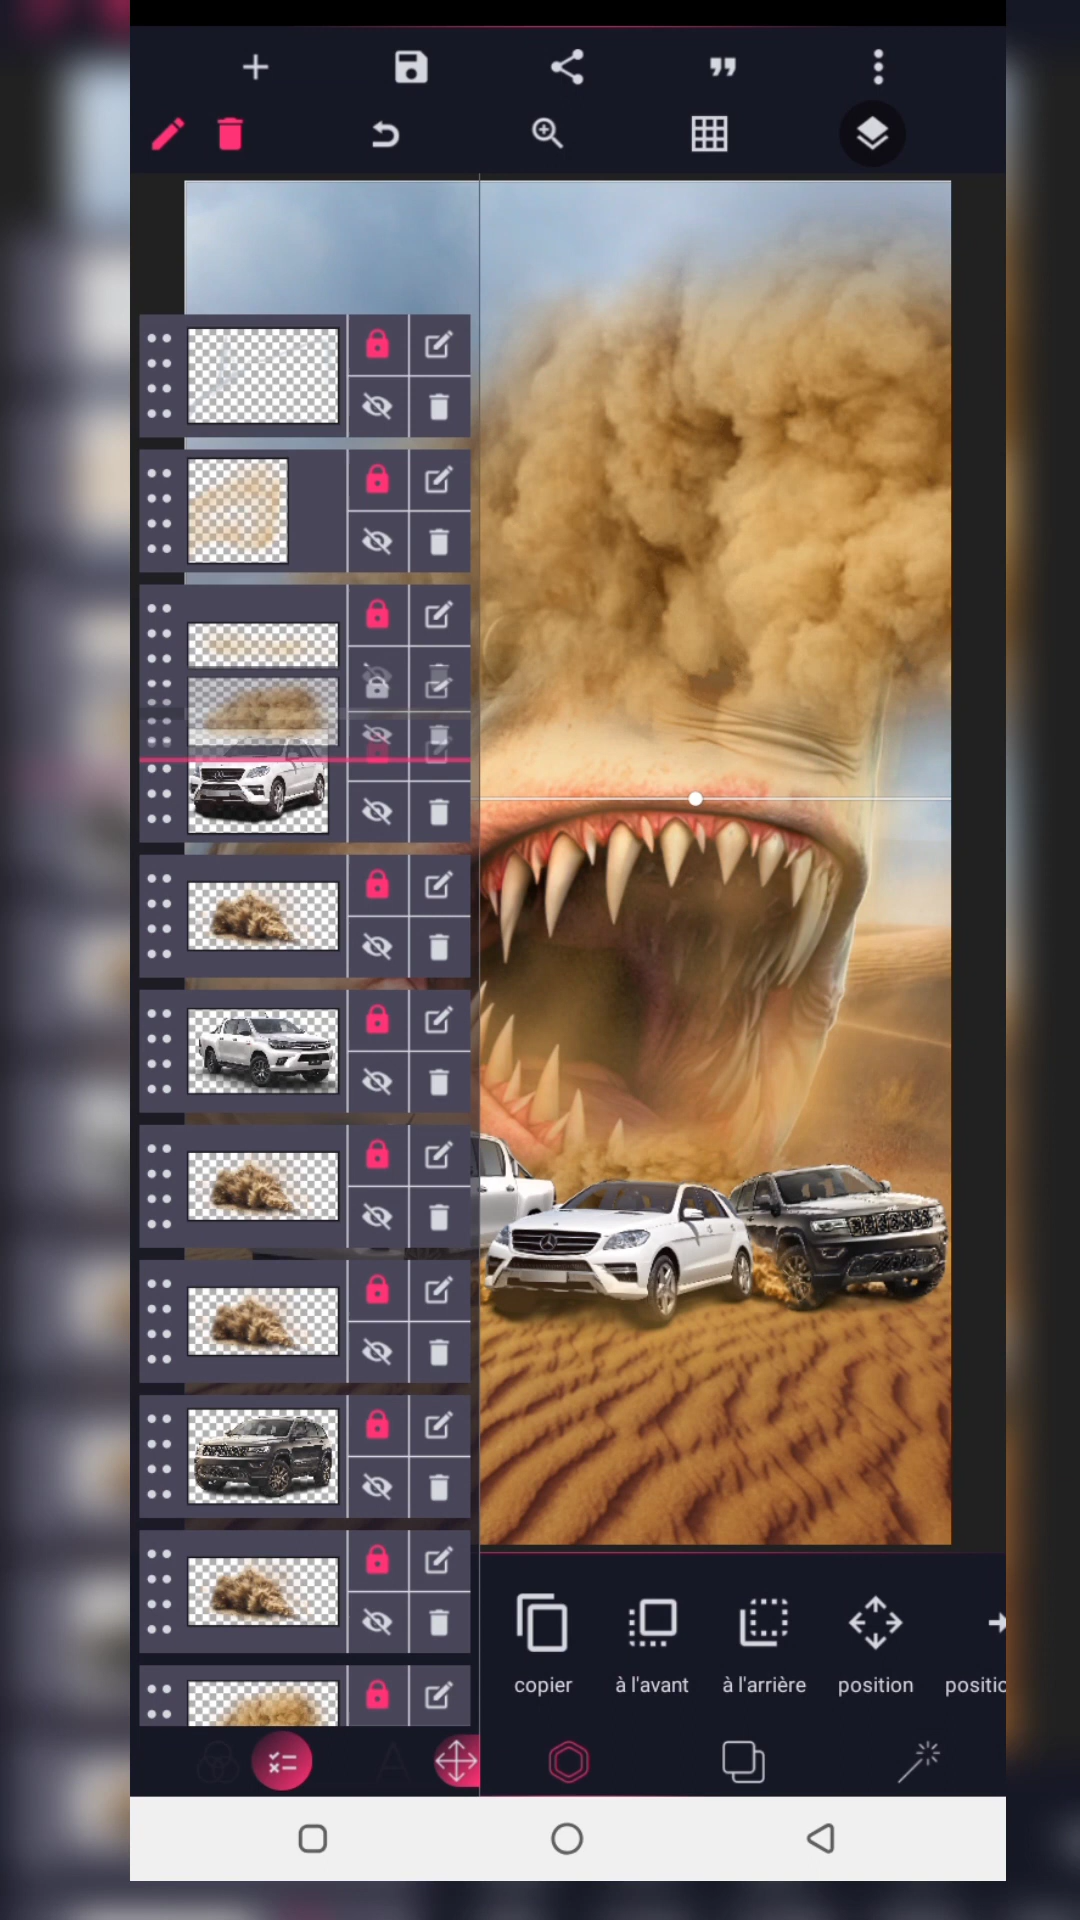 copier
à l'avant
à l'arrière
position
positio